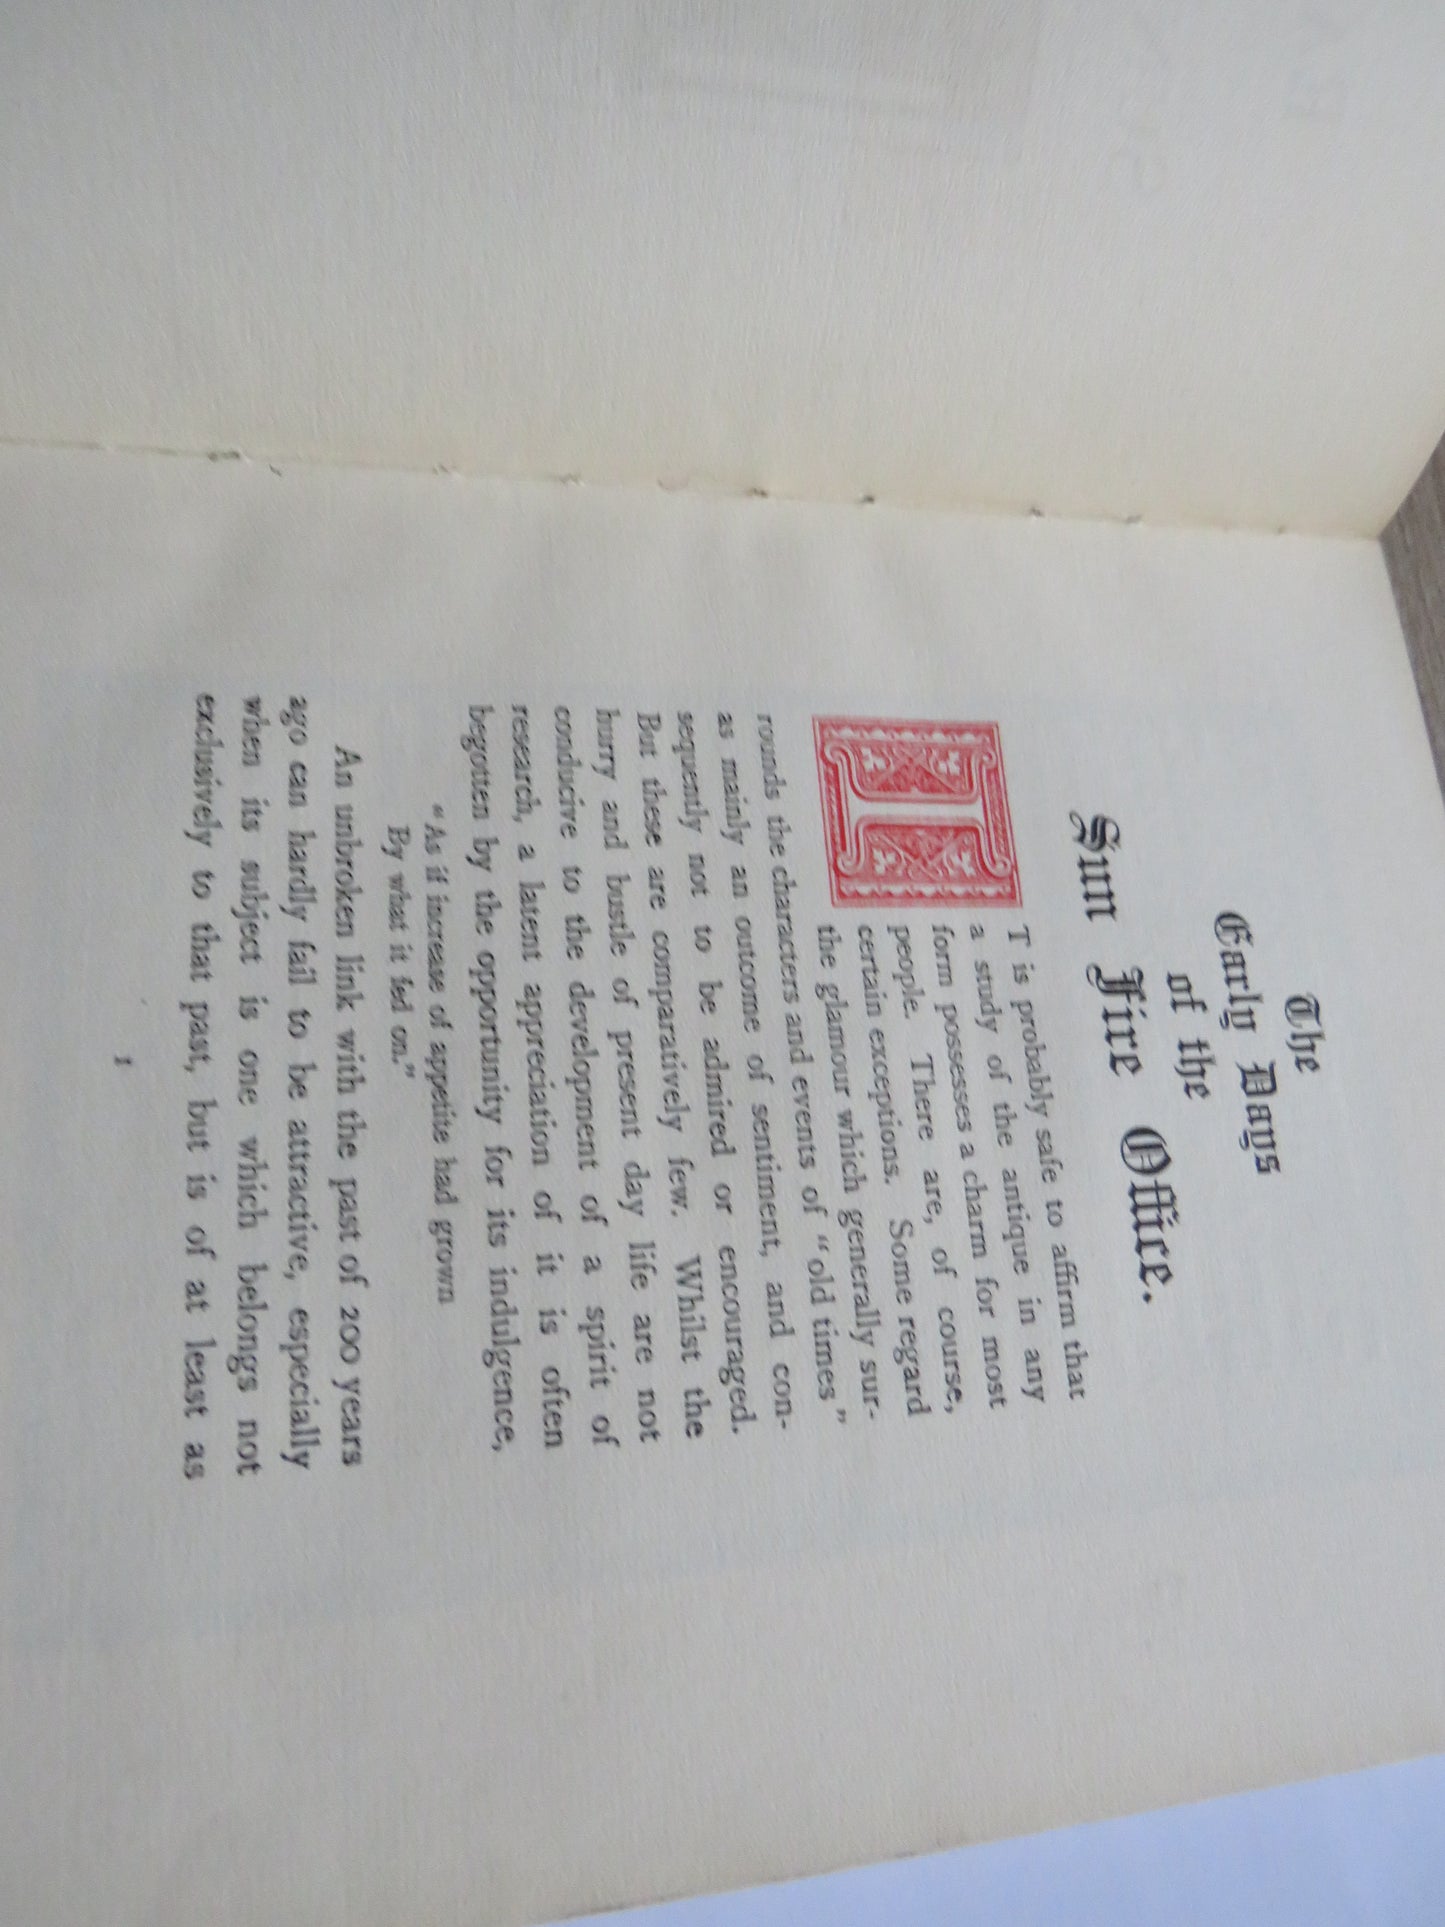 The
Early Days
of the
Sun Fire Office.
IT is probably safe to affirm that
a study of the antique in any
form possesses a charm for most
people. There are, of course,
certain exceptions. Some regard
the glamour which generally sur-
rounds the characters and events of “old times”
as mainly an outcome of sentiment, and con-
sequently not to be admired or encouraged.
But these are comparatively few. Whilst the
hurry and bustle of present day life are not
conducive to the development of a spirit of
research, a latent appreciation of it is often
begotten by the opportunity for its indulgence,
“As if increase of appetite had grown
By what it fed on.”
An unbroken link with the past of 200 years
ago can hardly fail to be attractive, especially
when its subject is one which belongs not
exclusively to that past, but is of at least as
1